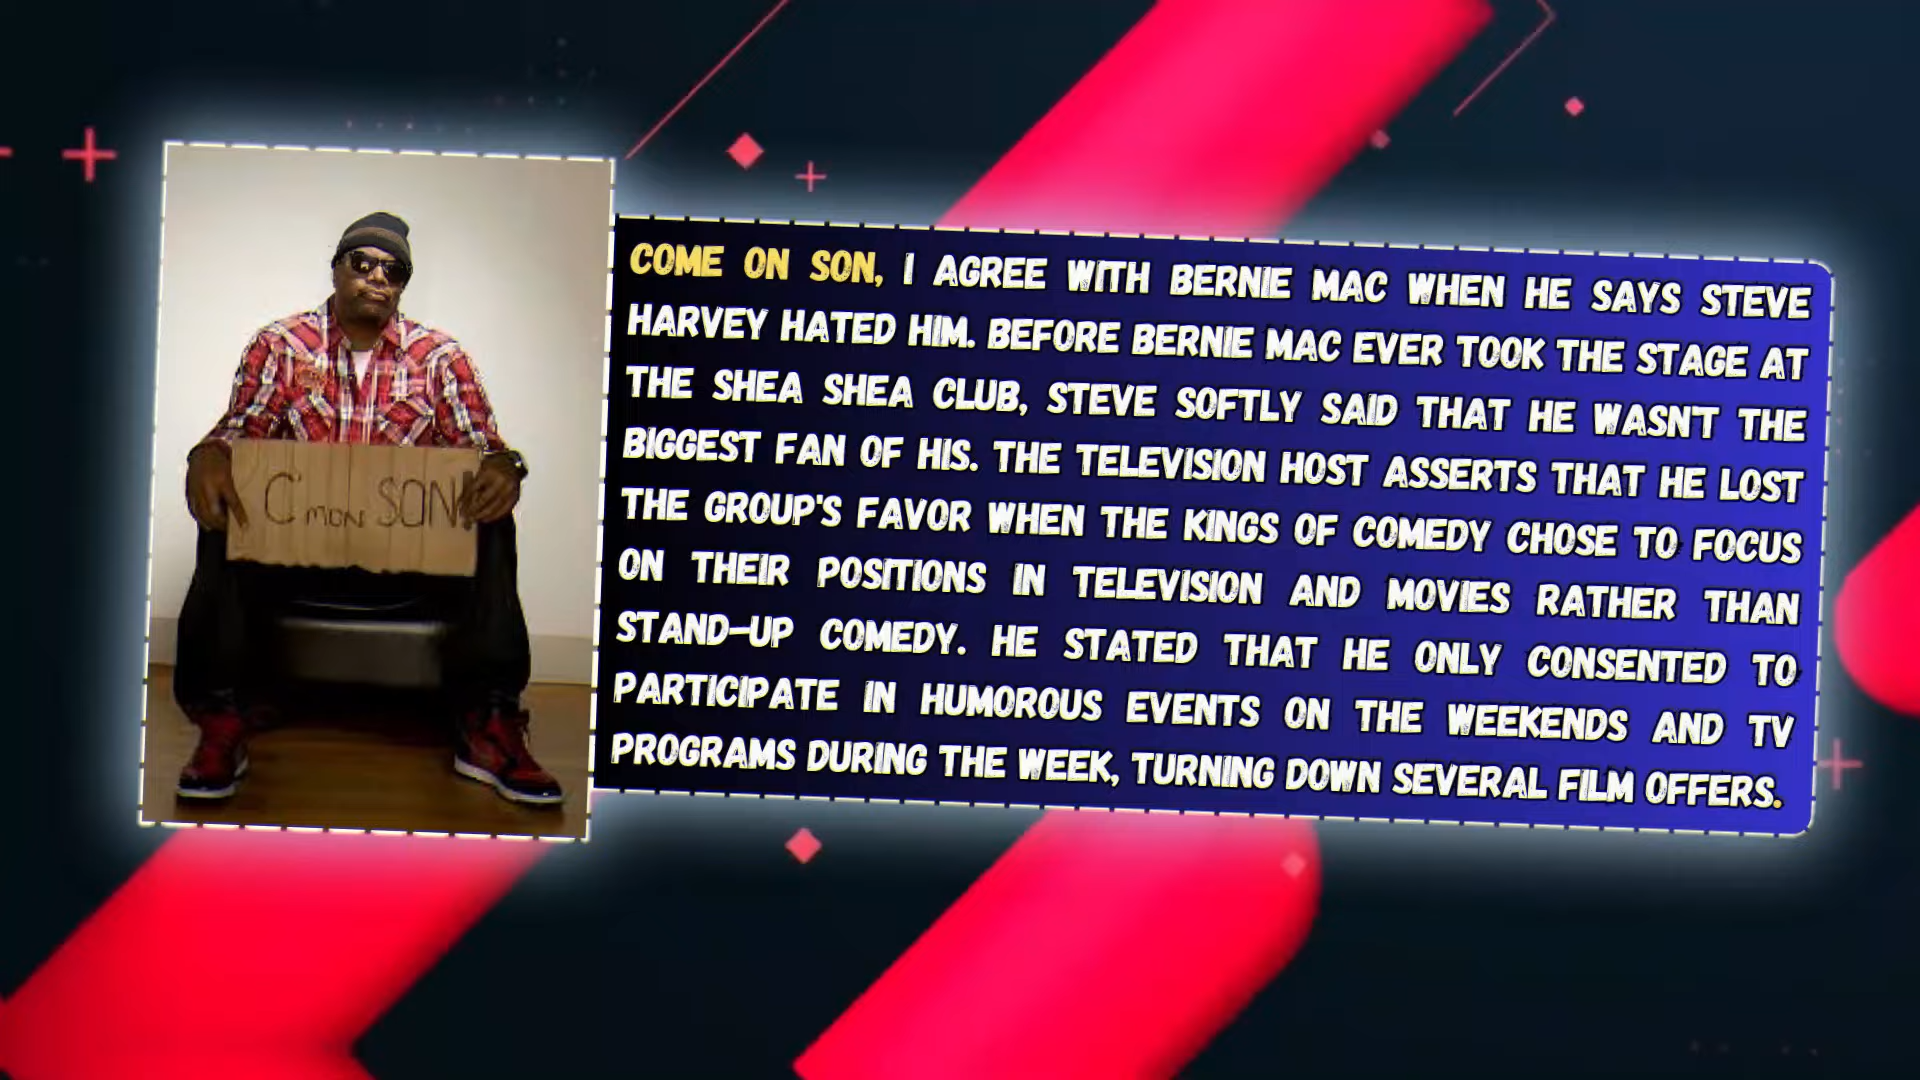 C'mon SON!
COME ON SON, I AGREE WITH BERNIE MAC WHEN HE SAYS STEVE
HARVEY HATED HIM. BEFORE BERNIE MAC EVER TOOK THE STAGE AT
THE SHEA SHEA CLUB, STEVE SOFTLY SAID THAT HE WASN'T THE
BIGGEST FAN OF HIS. THE TELEVISION HOST ASSERTS THAT HE LOST
THE GROUP'S FAVOR WHEN THE KINGS OF COMEDY CHOSE TO FOCUS
ON THEIR POSITIONS IN TELEVISION AND MOVIES RATHER THAN
STAND-UP COMEDY. HE STATED THAT HE ONLY CONSENTED TO
PARTICIPATE IN HUMOROUS EVENTS ON THE WEEKENDS AND TV
PROGRAMS DURING THE WEEK, TURNING DOWN SEVERAL FILM OFFERS.